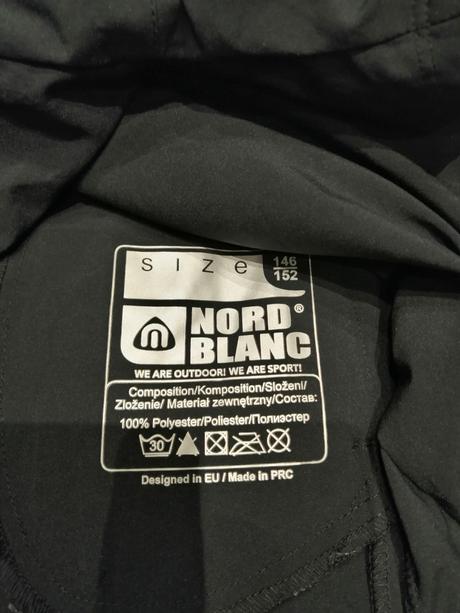 size 146
152
NORD®
BLANC
WE ARE OUTDOOR! WE ARE SPORT!
Composition/Komposition/Složení/
Zloženie/ Materiał zewnętrzny/Состав:
100% Polyester/Poliester/Полиэстер
30
Designed in EU / Made in PRC